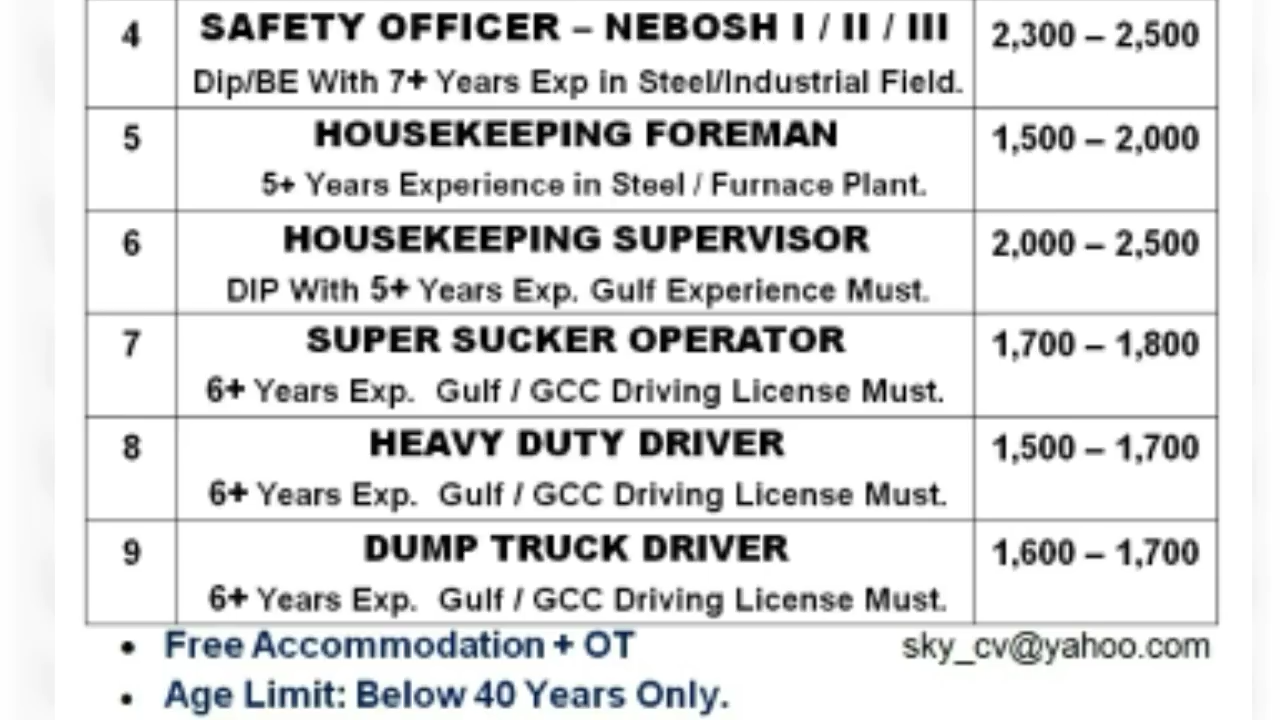 4 SAFETY OFFICER – NEBOSH I / II / III 2,300 – 2,500
Dip/BE With 7+ Years Exp in Steel/Industrial Field.
5 HOUSEKEEPING FOREMAN 1,500 – 2,000
5+ Years Experience in Steel / Furnace Plant.
6 HOUSEKEEPING SUPERVISOR 2,000 – 2,500
DIP With 5+ Years Exp. Gulf Experience Must.
7 SUPER SUCKER OPERATOR 1,700 – 1,800
6+ Years Exp. Gulf / GCC Driving License Must.
8 HEAVY DUTY DRIVER 1,500 – 1,700
6+ Years Exp. Gulf / GCC Driving License Must.
9 DUMP TRUCK DRIVER 1,600 – 1,700
6+ Years Exp. Gulf / GCC Driving License Must.
• Free Accommodation + OT sky_cv@yahoo.com
• Age Limit: Below 40 Years Only.